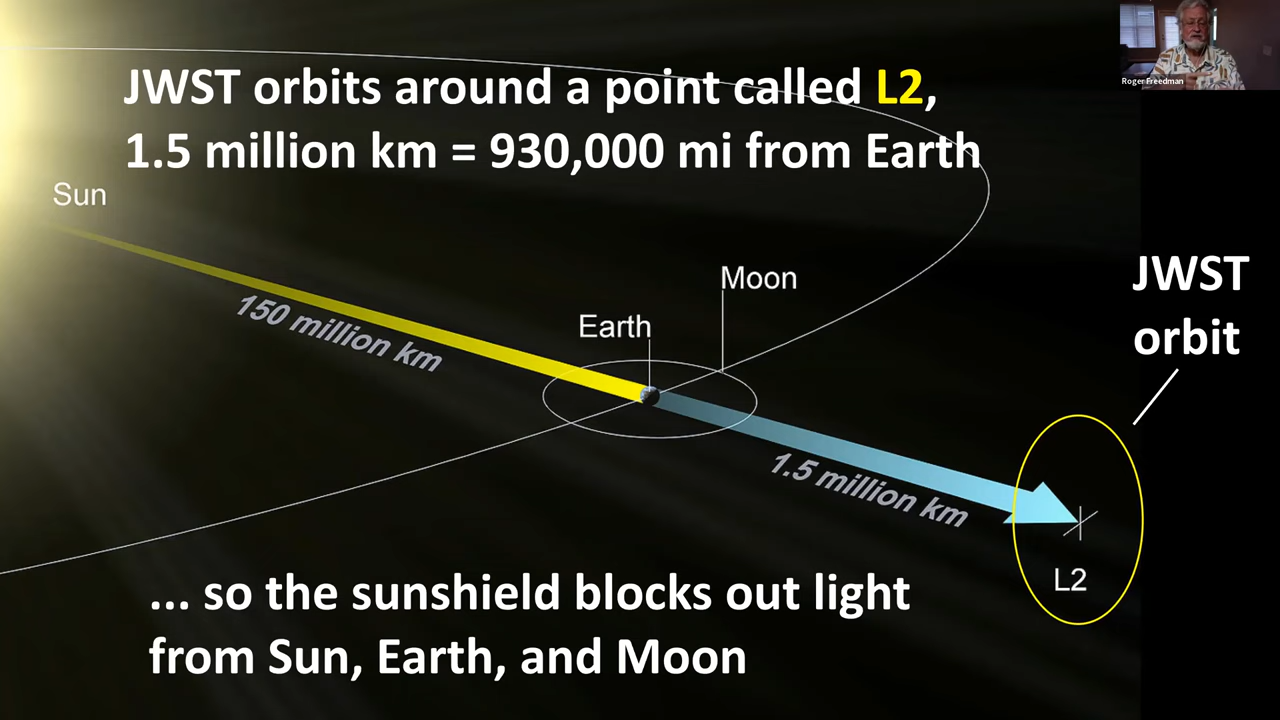 Roger Freedman
JWST orbits around a point called L2,
1.5 million km = 930,000 mi from Earth
Sun
150 million km
Earth
Moon
JWST
orbit
1.5 million km
L2
... so the sunshield blocks out light
from Sun, Earth, and Moon